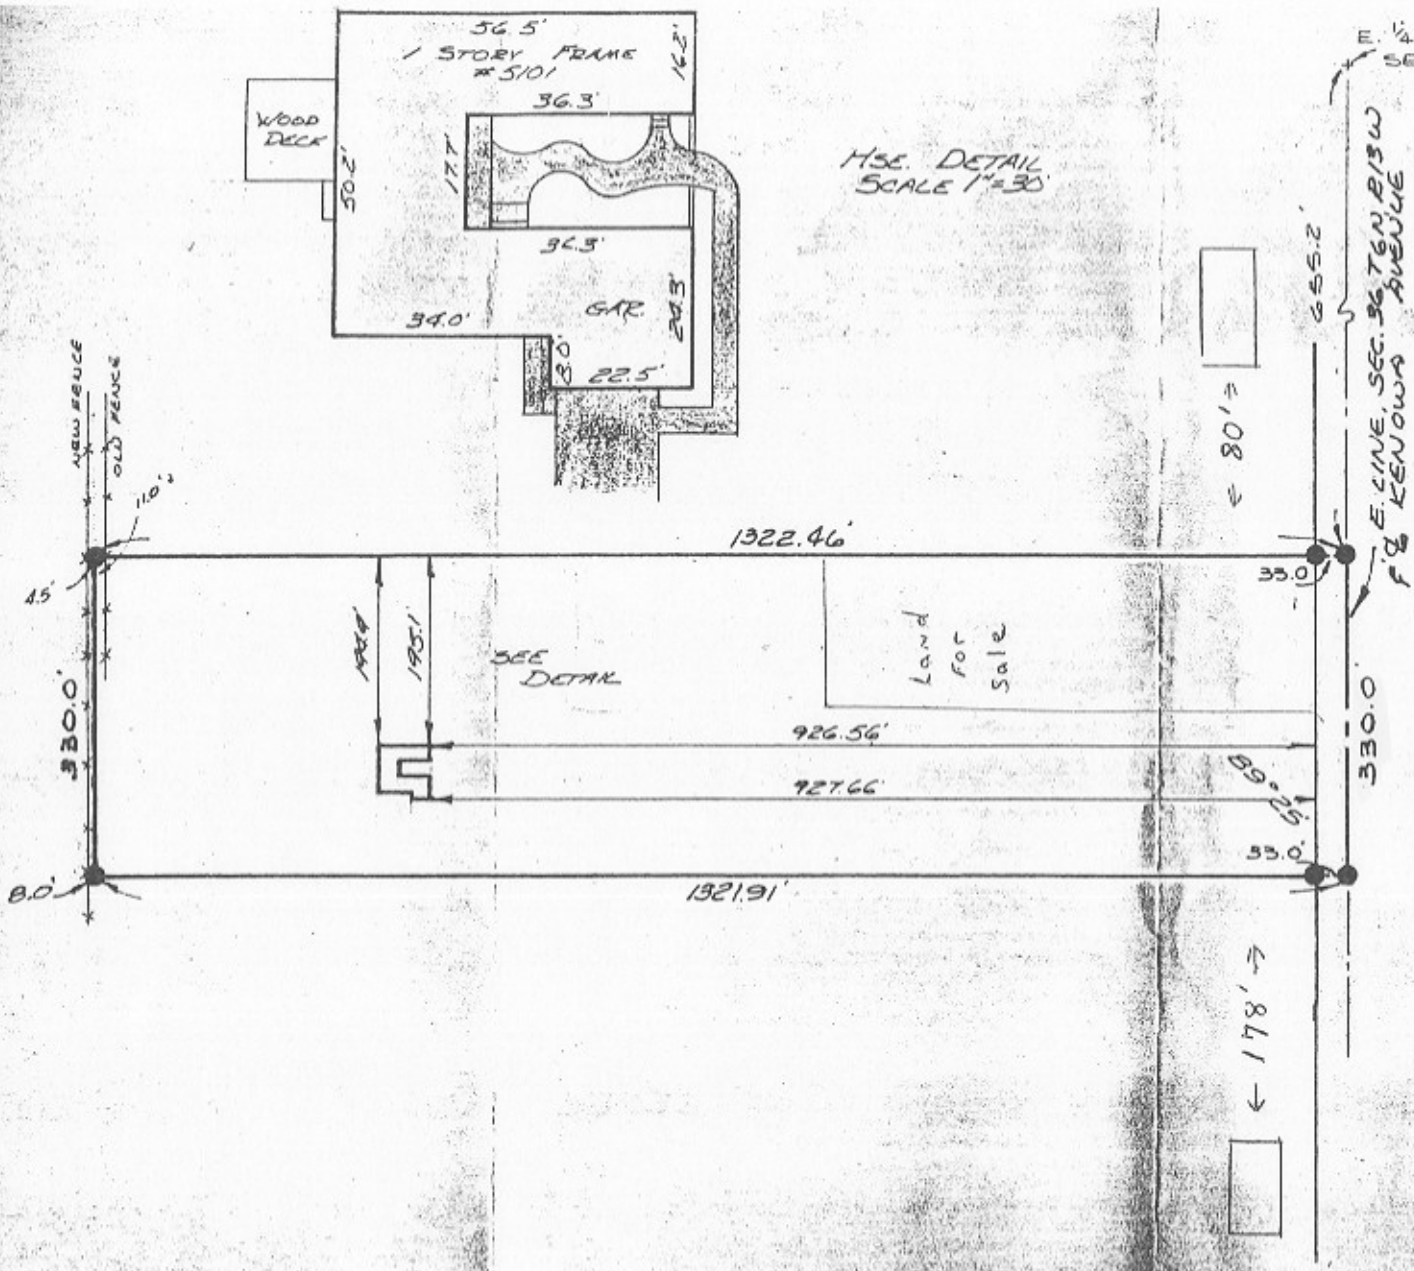 56.5'
1 STORY FRAME
# 5101
16.2'
36.3'
WOOD
DECK
17.7'
50.2'
HSE. DETAIL
SCALE 1"=30'
36.3'
GAR.
24.3'
34.0'
8.0'
22.5'
E. 1/4
SE
655.2'
E. LINE, SEC. 36 T6N, R13W
KENOWA AVENUE
← 80' →
NEW FENCE
OLD FENCE
11.0'
4.5'
1322.46'
33.0'
195.1'
SEE
DETAIL
Land
For
Sale
330.0'
330.0'
926.56'
927.66'
89° 25'
33.0'
8.0'
1321.91'
← 178' →